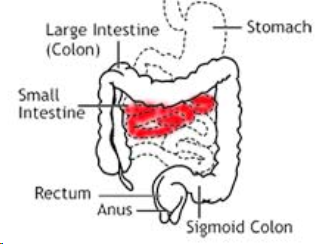 Large Intestine
(Colon)
Stomach
Small
Intestine
Rectum
Anus
Sigmoid Colon